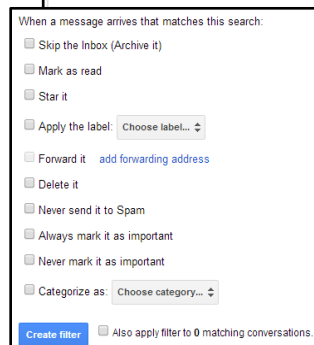 When a message arrives that matches this search:
Skip the Inbox (Archive it)
Mark as read
Star it
Apply the label: Choose label...
Forward it add forwarding address
Delete it
Never send it to Spam
Always mark it as important
Never mark it as important
Categorize as: Choose category...
Create filter Also apply filter to 0 matching conversations.